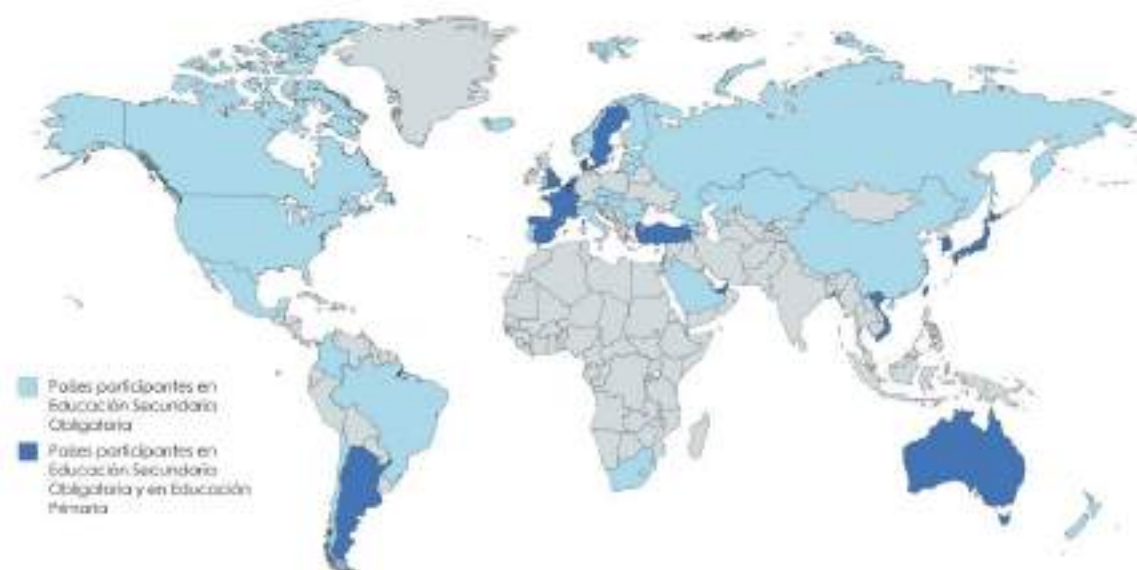 Países participantes en
Educación Secundaria
Obligatoria
Países participantes en
Educación Secundaria
Obligatoria y en Educación
Primaria